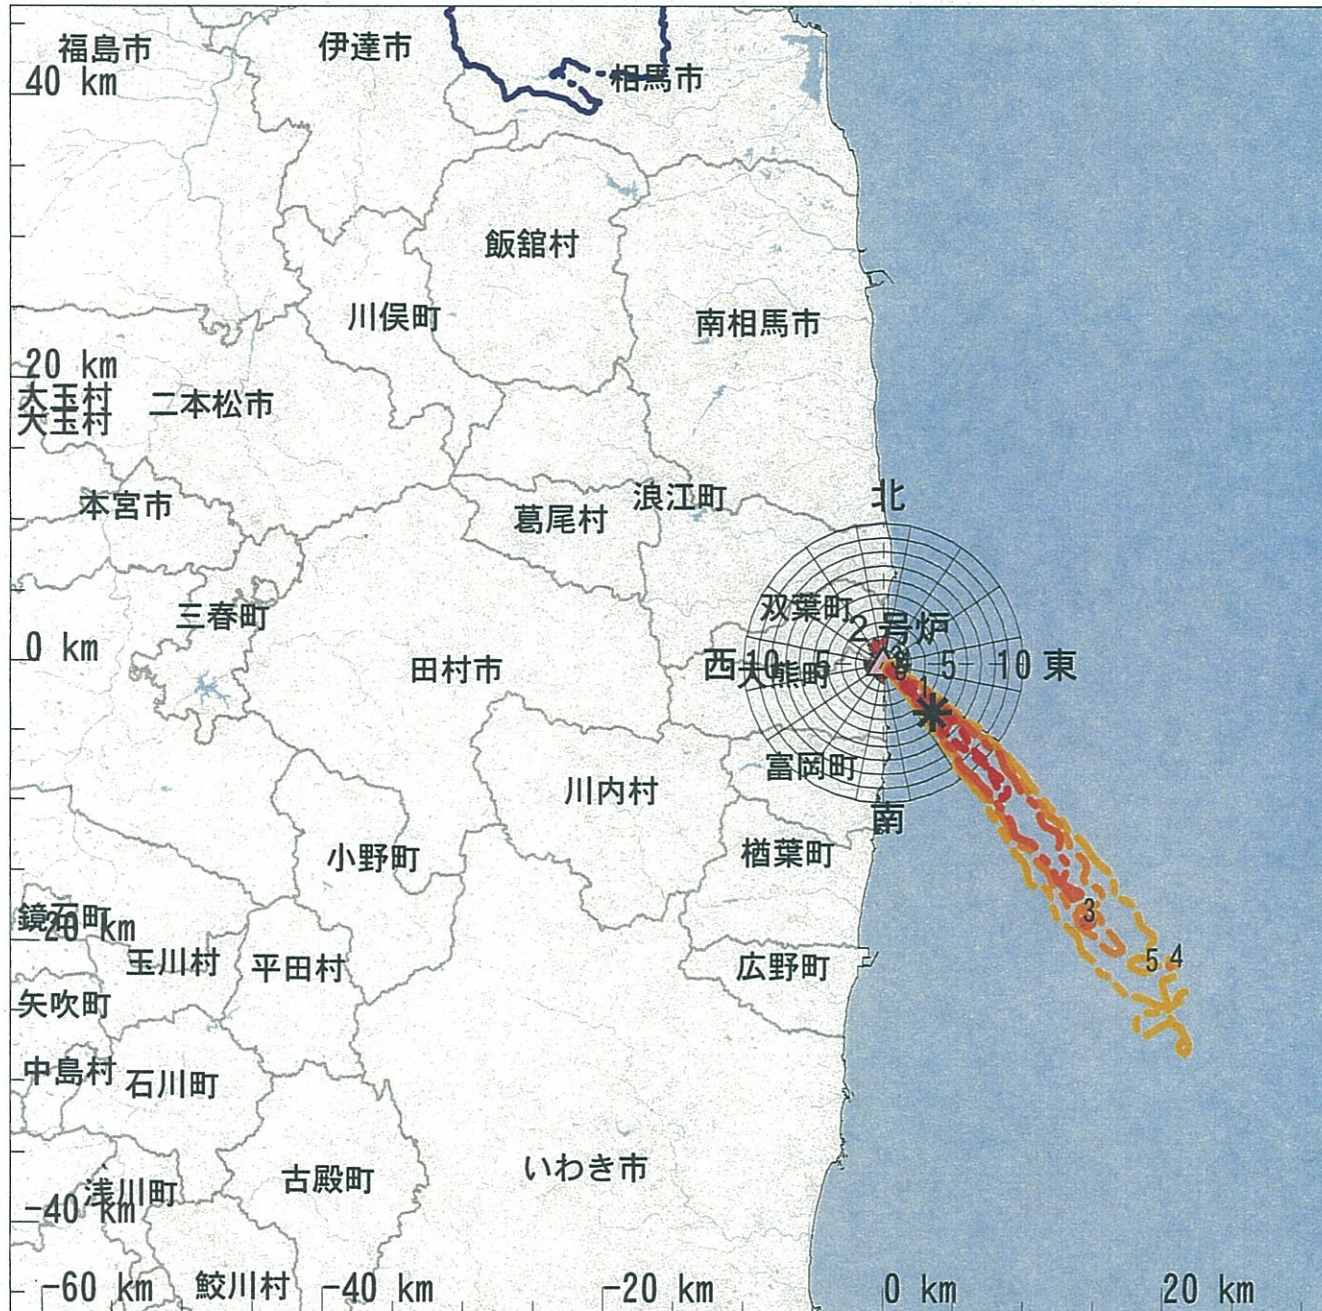 福島市
伊達市
40 km
相馬市
飯舘村
川俣町
南相馬市
20 km
大玉村
大玉村
二本松市
本宮市
葛尾村
浪江町
北
三春町
双葉町
2号炉
0 km
田村市
西 10 5 5 10 東
大熊町
川内村
富岡町
南
小野町
楢葉町
鏡石町
-20 km
3
玉川村
平田村
広野町
5 4
矢吹町
中島村
石川町
いわき市
浅川町
古殿町
-40 km
鮫川村
-60 km -40 km -20 km 0 km 20 km